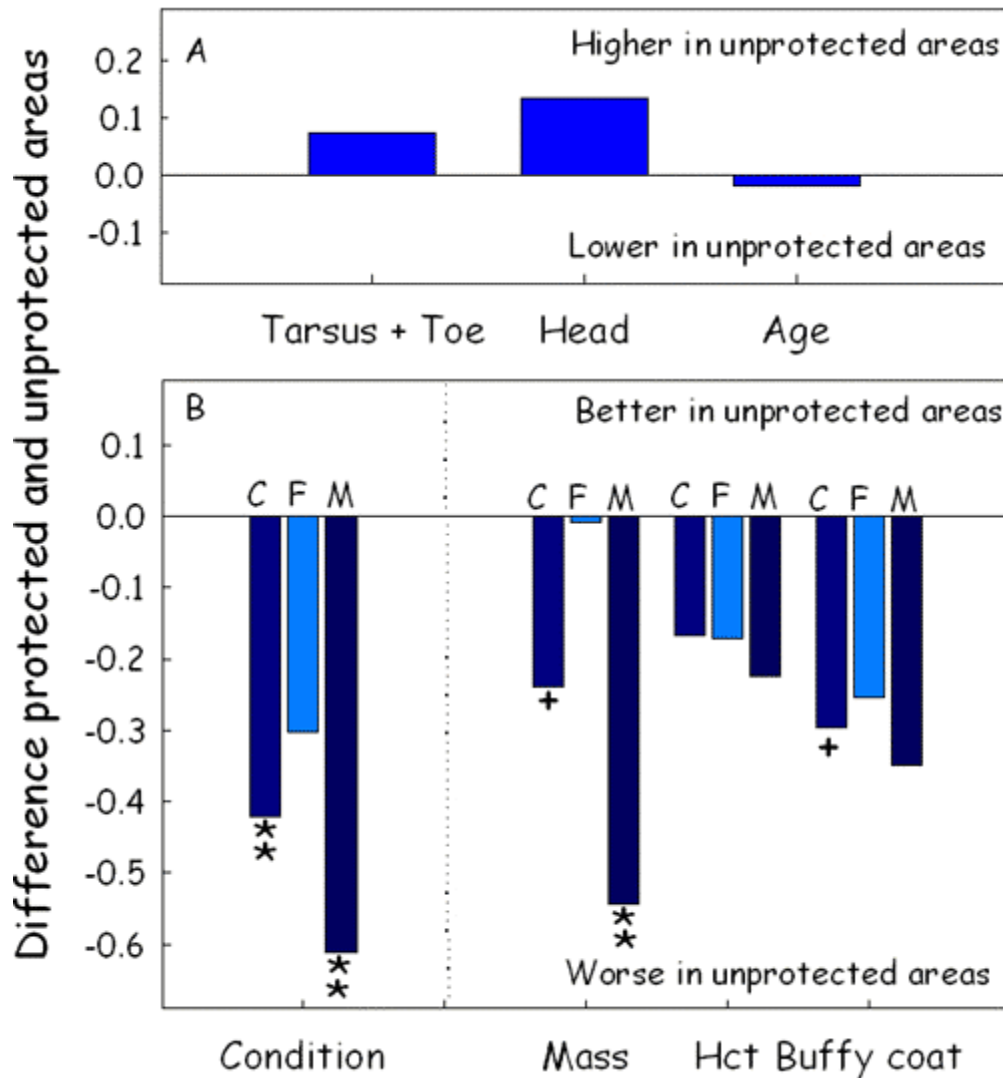 Difference protected and unprotected areas
A
Higher in unprotected areas
0.2
0.1
0.0
-0.1
Lower in unprotected areas
Tarsus + Toe Head Age
B
Better in unprotected areas
0.1
C F M C F M C F M
0.0
-0.1
-0.2
+
-0.3
+
-0.4
*
*
-0.5
*
*
-0.6
*
*
Worse in unprotected areas
Condition Mass Hct Buffy coat